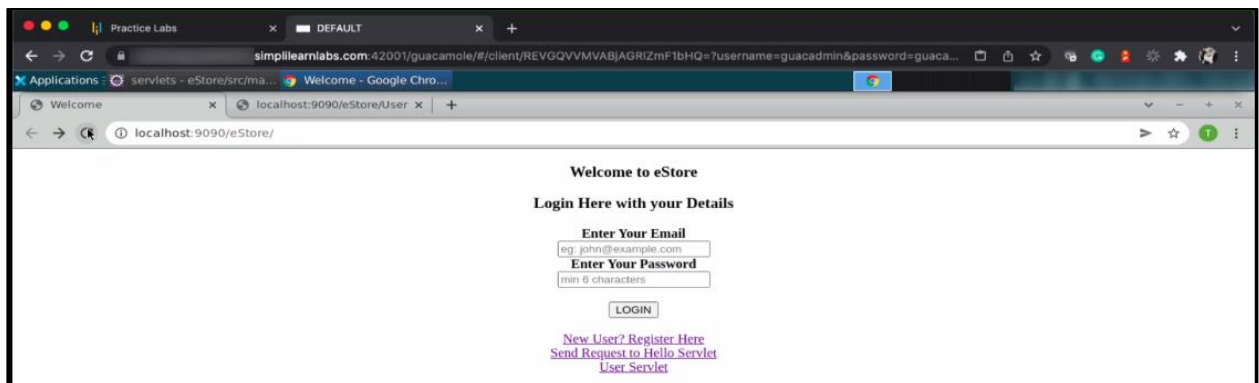 Practice Labs
DEFAULT
simplilearnlabs.com:42001/guacamole/#/client/REVGQVVMVABjAGRlZmF1bHQ=?username=guacadmin&password=guaca...
Applications
servlets - eStore/src/ma...
Welcome - Google Chro...
Welcome
localhost:9090/eStore/User
localhost:9090/eStore/
T
Welcome to eStore
Login Here with your Details
Enter Your Email
eg: john@example.com
Enter Your Password
min 6 characters
LOGIN
New User? Register Here
Send Request to Hello Servlet
User Servlet